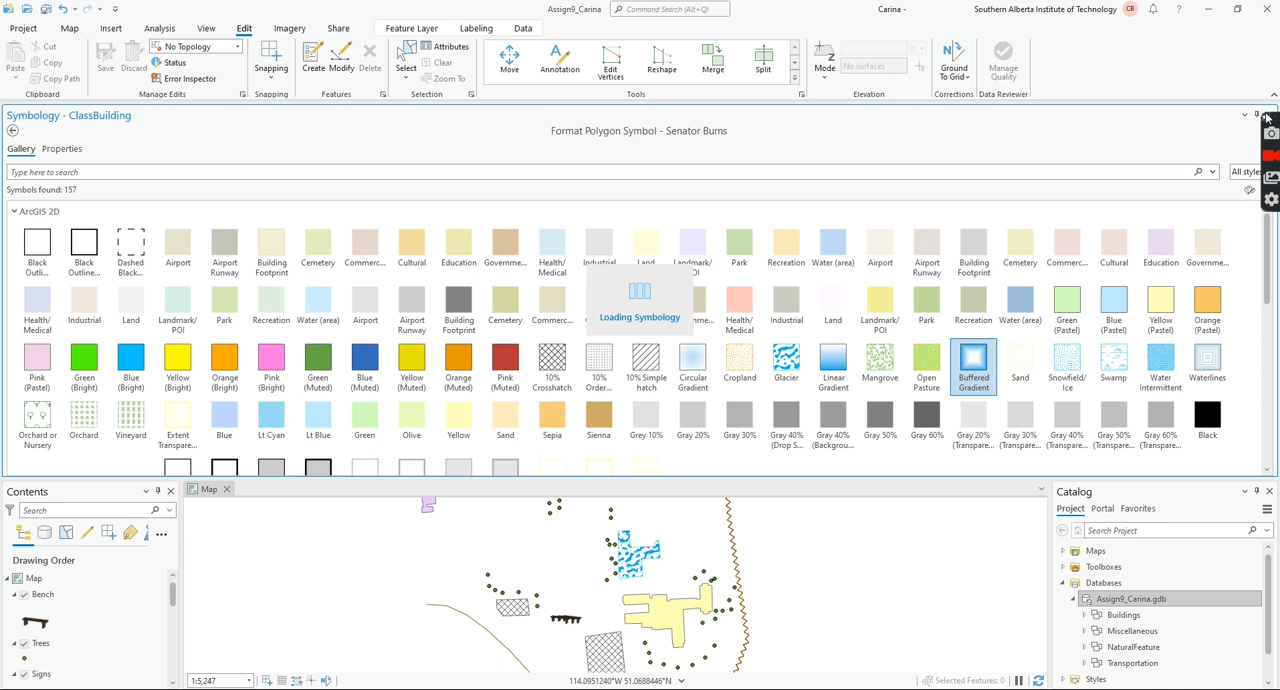 Assign9_Carina
Command Search (Alt+Q)
Carina -
Southern Alberta Institute of Technology
CB
?
Project
Map
Insert
Analysis
View
Edit
Imagery
Share
Feature Layer
Labeling
Data
Paste
Cut
Copy
Copy Path
Clipboard
Save
Discard
No Topology
Status
Error Inspector
Manage Edits
Snapping
Snapping
Create
Modify
Delete
Features
Select
Attributes
Clear
Zoom To
Selection
Move
Annotation
Edit Vertices
Reshape
Merge
Split
Tools
Mode
ft
No surfaces
Elevation
Ground To Grid
Corrections
Manage Quality
Data Reviewer
Symbology - ClassBuilding
Format Polygon Symbol - Senator Burns
Gallery Properties
Type here to search
All styles
Symbols found: 157
ArcGIS 2D
Black Outli... Black Outline... Dashed Black... Airport Airport Runway Building Footprint Cemetery Commerc... Cultural Education Governme... Health/ Medical Industrial Land Landmark/ POI Park Recreation Water (area) Airport Airport Runway Building Footprint Cemetery Commerc... Cultural Education Governme...
Health/ Medical Industrial Land Landmark/ POI Park Recreation Water (area) Airport Airport Runway Building Footprint Cemetery Commerc... Health/ Medical Industrial Land Landmark/ POI Park Recreation Water (area) Green (Pastel) Blue (Pastel) Yellow (Pastel) Orange (Pastel)
Loading Symbology
Pink (Pastel) Green (Bright) Blue (Bright) Yellow (Bright) Orange (Bright) Pink (Bright) Green (Muted) Blue (Muted) Yellow (Muted) Orange (Muted) Pink (Muted) 10% Crosshatch 10% Order... 10% Simple hatch Circular Gradient Cropland Glacier Linear Gradient Mangrove Open Pasture Buffered Gradient Sand Snowfield/ Ice Swamp Water Intermittent Waterlines
Orchard or Nursery Orchard Vineyard Extent Transpare... Blue Lt Cyan Lt Blue Green Olive Yellow Sand Sepia Sienna Grey 10% Gray 20% Gray 30% Gray 40% (Drop S... Gray 40% (Backgrou... Gray 50% Gray 60% Gray 20% (Transpare... Gray 30% (Transpare... Gray 40% (Transpare... Gray 50% (Transpare... Gray 60% (Transpare... Black
Contents
Search
Drawing Order
Map
Bench
Trees
Signs
Map
1:5,247
114.0951240°W 51.0688446°N
Selected Features: 0
Catalog
Project Portal Favorites
Search Project
Maps
Toolboxes
Databases
Assign9_Carina.gdb
Buildings
Miscellaneous
NaturalFeature
Transportation
Styles